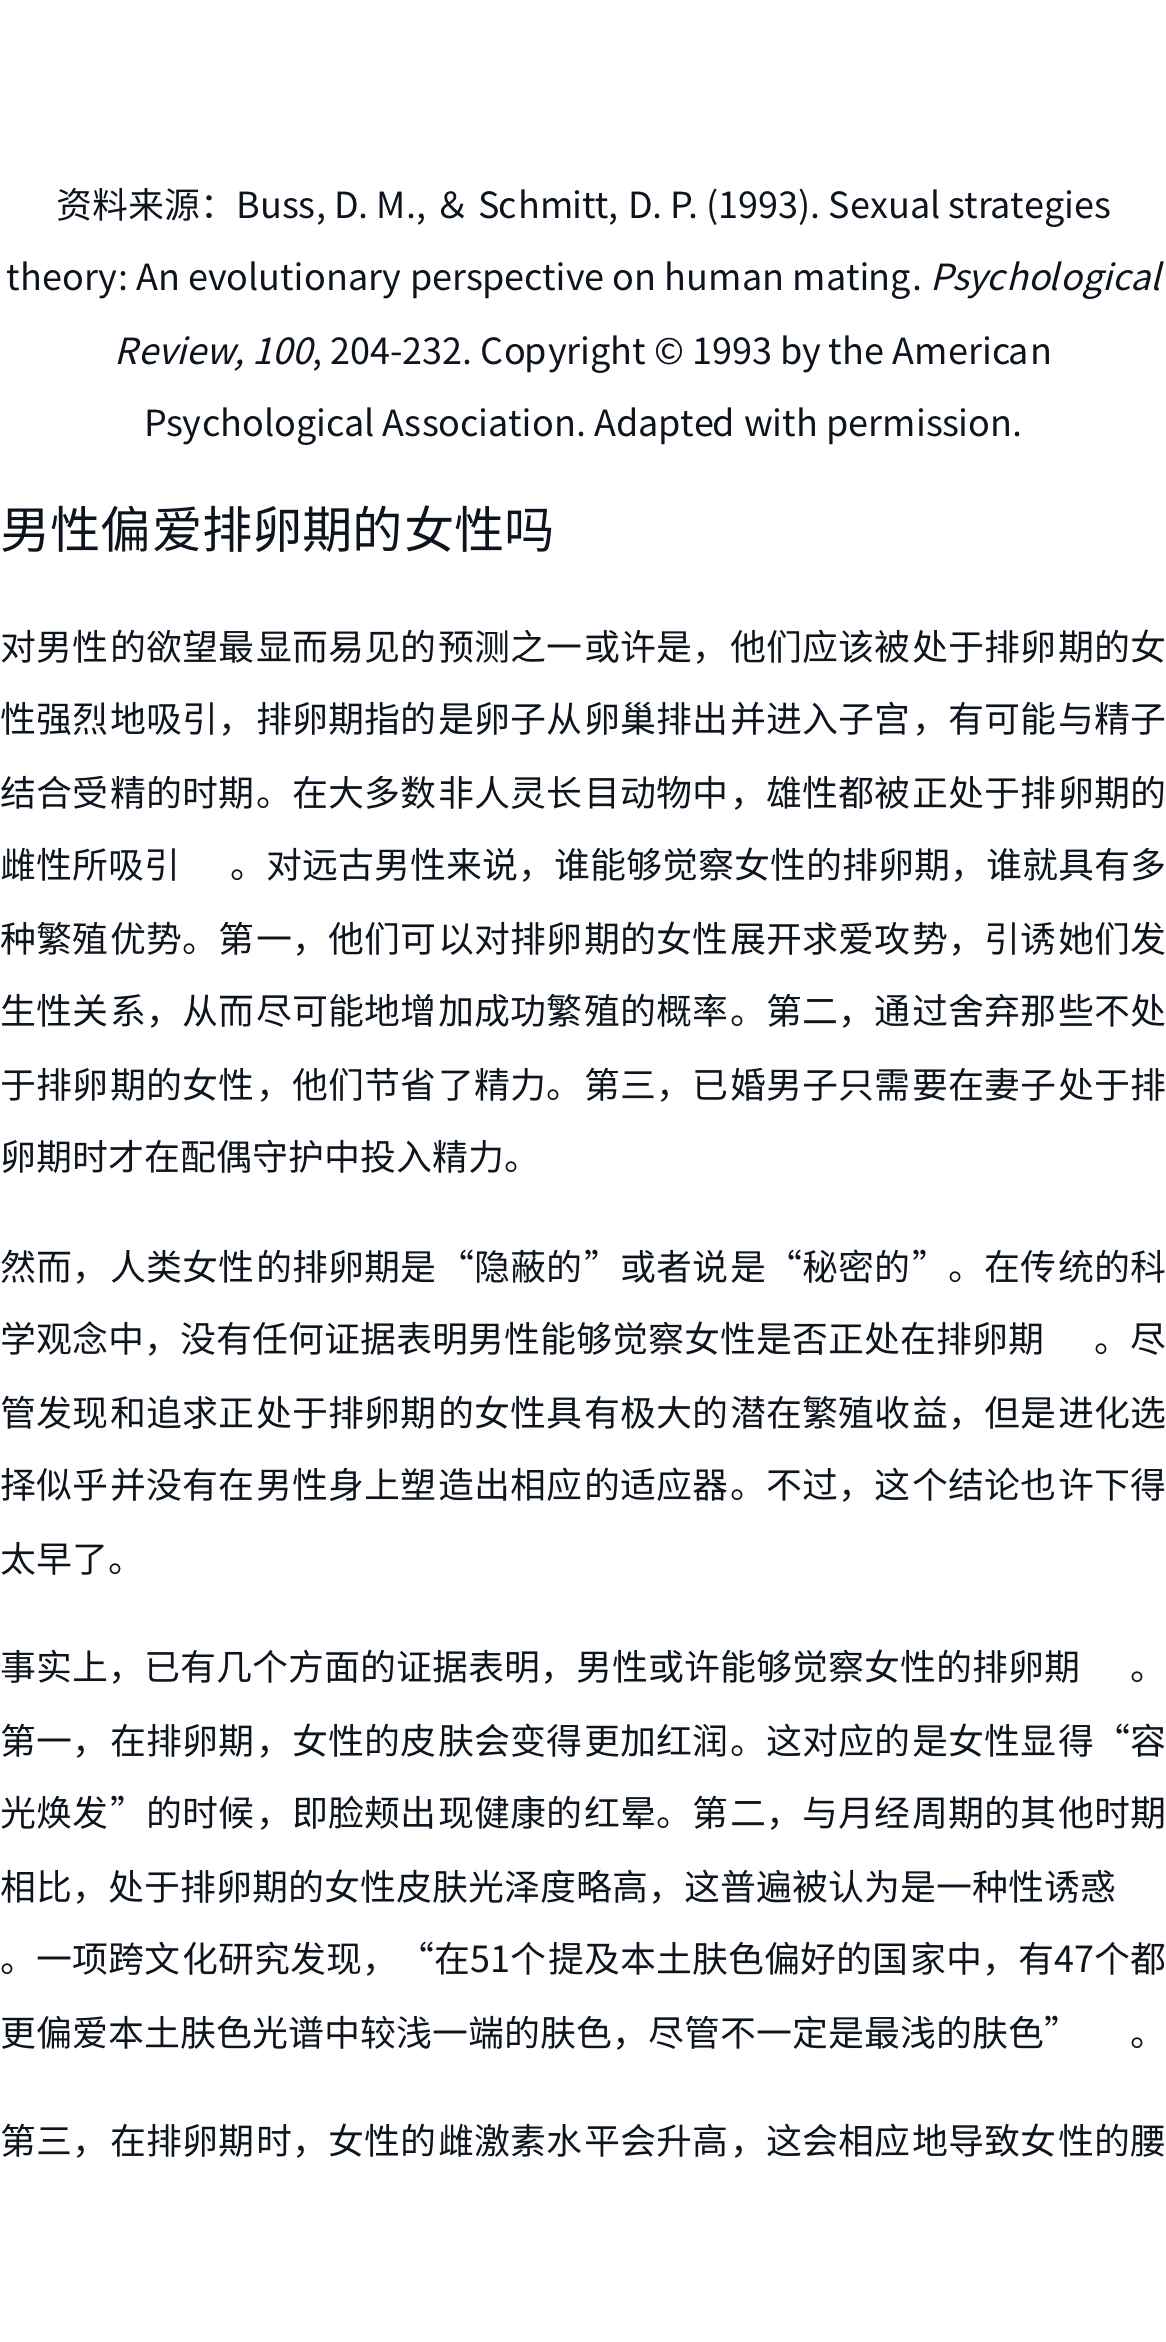 资料来源：Buss, D. M., & Schmitt, D. P. (1993). Sexual strategies
theory: An evolutionary perspective on human mating. Psychological
Review, 100, 204-232. Copyright © 1993 by the American
Psychological Association. Adapted with permission.
男性偏爱排卵期的女性吗
对男性的欲望最显而易见的预测之一或许是，他们应该被处于排卵期的女
性强烈地吸引，排卵期指的是卵子从卵巢排出并进入子宫，有可能与精子
结合受精的时期。在大多数非人灵长目动物中，雄性都被正处于排卵期的
雌性所吸引 。对远古男性来说，谁能够觉察女性的排卵期，谁就具有多
种繁殖优势。第一，他们可以对排卵期的女性展开求爱攻势，引诱她们发
生性关系，从而尽可能地增加成功繁殖的概率。第二，通过舍弃那些不处
于排卵期的女性，他们节省了精力。第三，已婚男子只需要在妻子处于排
卵期时才在配偶守护中投入精力。
然而，人类女性的排卵期是“隐蔽的”或者说是“秘密的”。在传统的科
学观念中，没有任何证据表明男性能够觉察女性是否正处在排卵期 。尽
管发现和追求正处于排卵期的女性具有极大的潜在繁殖收益，但是进化选
择似乎并没有在男性身上塑造出相应的适应器。不过，这个结论也许下得
太早了。
事实上，已有几个方面的证据表明，男性或许能够觉察女性的排卵期 。
第一，在排卵期，女性的皮肤会变得更加红润。这对应的是女性显得“容
光焕发”的时候，即脸颊出现健康的红晕。第二，与月经周期的其他时期
相比，处于排卵期的女性皮肤光泽度略高，这普遍被认为是一种性诱惑
。一项跨文化研究发现，“在51个提及本土肤色偏好的国家中，有47个都
更偏爱本土肤色光谱中较浅一端的肤色，尽管不一定是最浅的肤色” 。
第三，在排卵期时，女性的雌激素水平会升高，这会相应地导致女性的腰